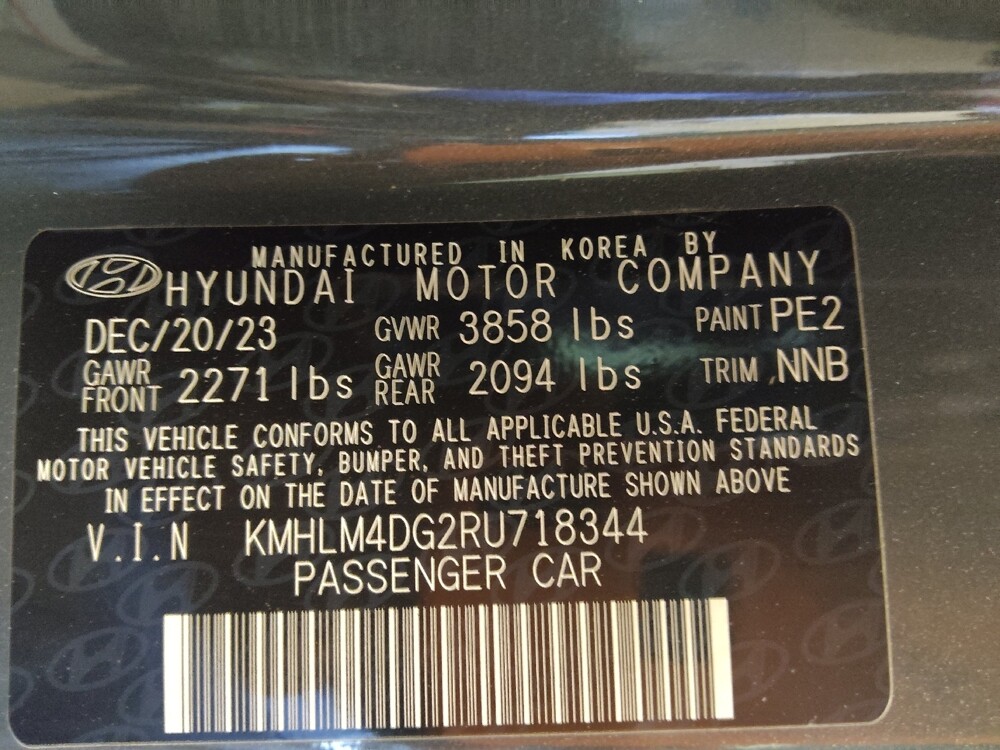 MANUFACTURED IN KOREA BY
HYUNDAI MOTOR COMPANY
DEC/20/23 GVWR 3858 lbs PAINT PE2
GAWR FRONT 2271 lbs GAWR REAR 2094 lbs TRIM NNB
THIS VEHICLE CONFORMS TO ALL APPLICABLE U.S.A. FEDERAL
MOTOR VEHICLE SAFETY, BUMPER, AND THEFT PREVENTION STANDARDS
IN EFFECT ON THE DATE OF MANUFACTURE SHOWN ABOVE
V.I.N KMHLM4DG2RU718344
PASSENGER CAR